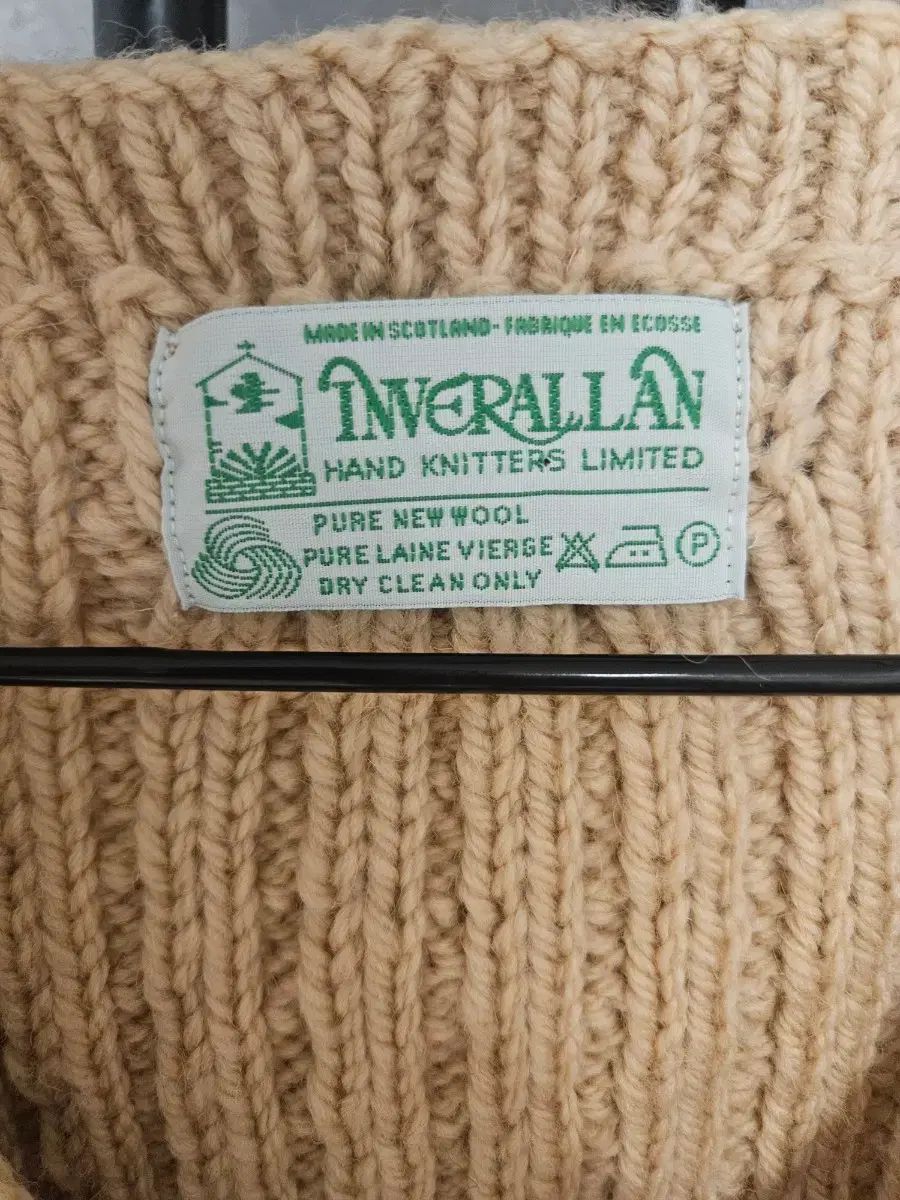 MADE IN SCOTLAND - FABRIQUE EN ECOSSE
INVERALLAN
HAND KNITTERS LIMITED
PURE NEW WOOL
PURE LAINE VIERGE
DRY CLEAN ONLY
P